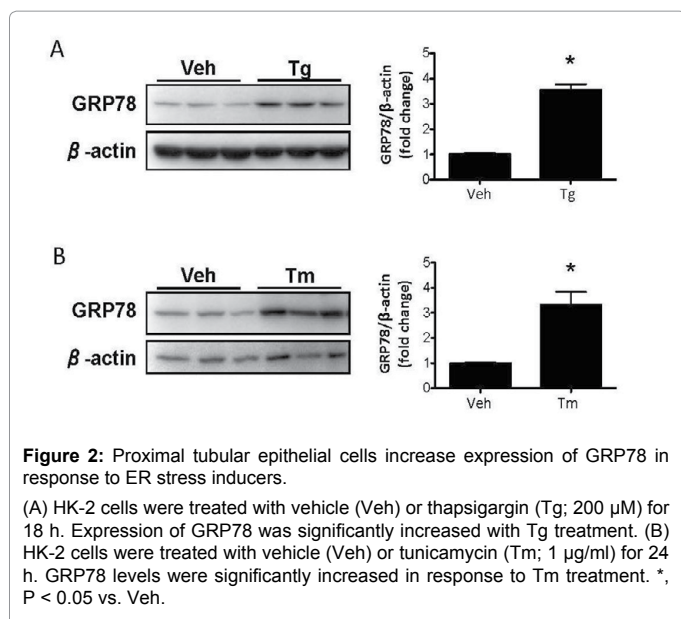 A
Veh
Tg
GRP78
β-actin
GRP78/β-actin
(fold change)
5
4
3
2
1
0
*
Veh
Tg
B
Veh
Tm
GRP78
β-actin
GRP78/β-actin
(fold change)
5
4
3
2
1
0
*
Veh
Tm
Figure 2: Proximal tubular epithelial cells increase expression of GRP78 in
response to ER stress inducers.
(A) HK-2 cells were treated with vehicle (Veh) or thapsigargin (Tg; 200 µM) for
18 h. Expression of GRP78 was significantly increased with Tg treatment. (B)
HK-2 cells were treated with vehicle (Veh) or tunicamycin (Tm; 1 µg/ml) for 24
h. GRP78 levels were significantly increased in response to Tm treatment. *,
P < 0.05 vs. Veh.